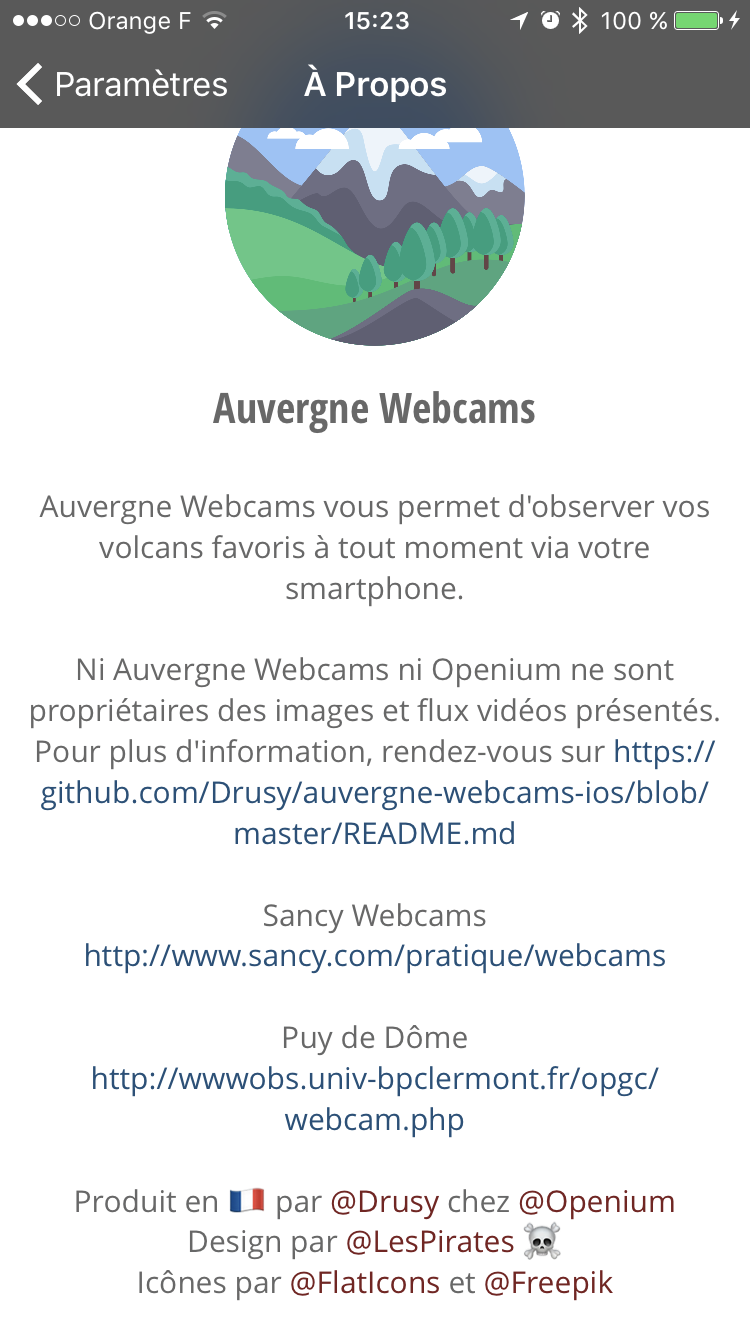 Orange F 15:23 100 %
Paramètres À Propos
Auvergne Webcams
Auvergne Webcams vous permet d'observer vos
volcans favoris à tout moment via votre
smartphone.
Ni Auvergne Webcams ni Openium ne sont
propriétaires des images et flux vidéos présentés.
Pour plus d'information, rendez-vous sur https://
github.com/Drusy/auvergne-webcams-ios/blob/
master/README.md
Sancy Webcams
http://www.sancy.com/pratique/webcams
Puy de Dôme
http://wwwobs.univ-bpclermont.fr/opgc/
webcam.php
Produit en 🇫🇷 par @Drusy chez @Openium
Design par @LesPirates ☠️
Icônes par @FlatIcons et @Freepik